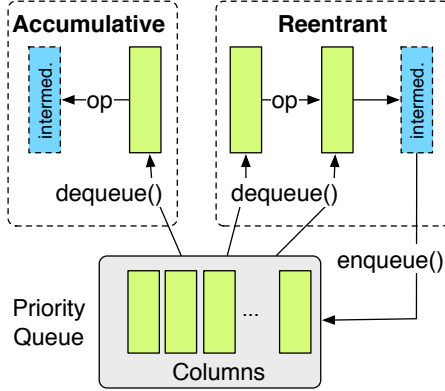 Accumulative
Reentrant
intermed.
op
op
intermed.
dequeue()
dequeue()
enqueue()
Priority
Queue
...
Columns